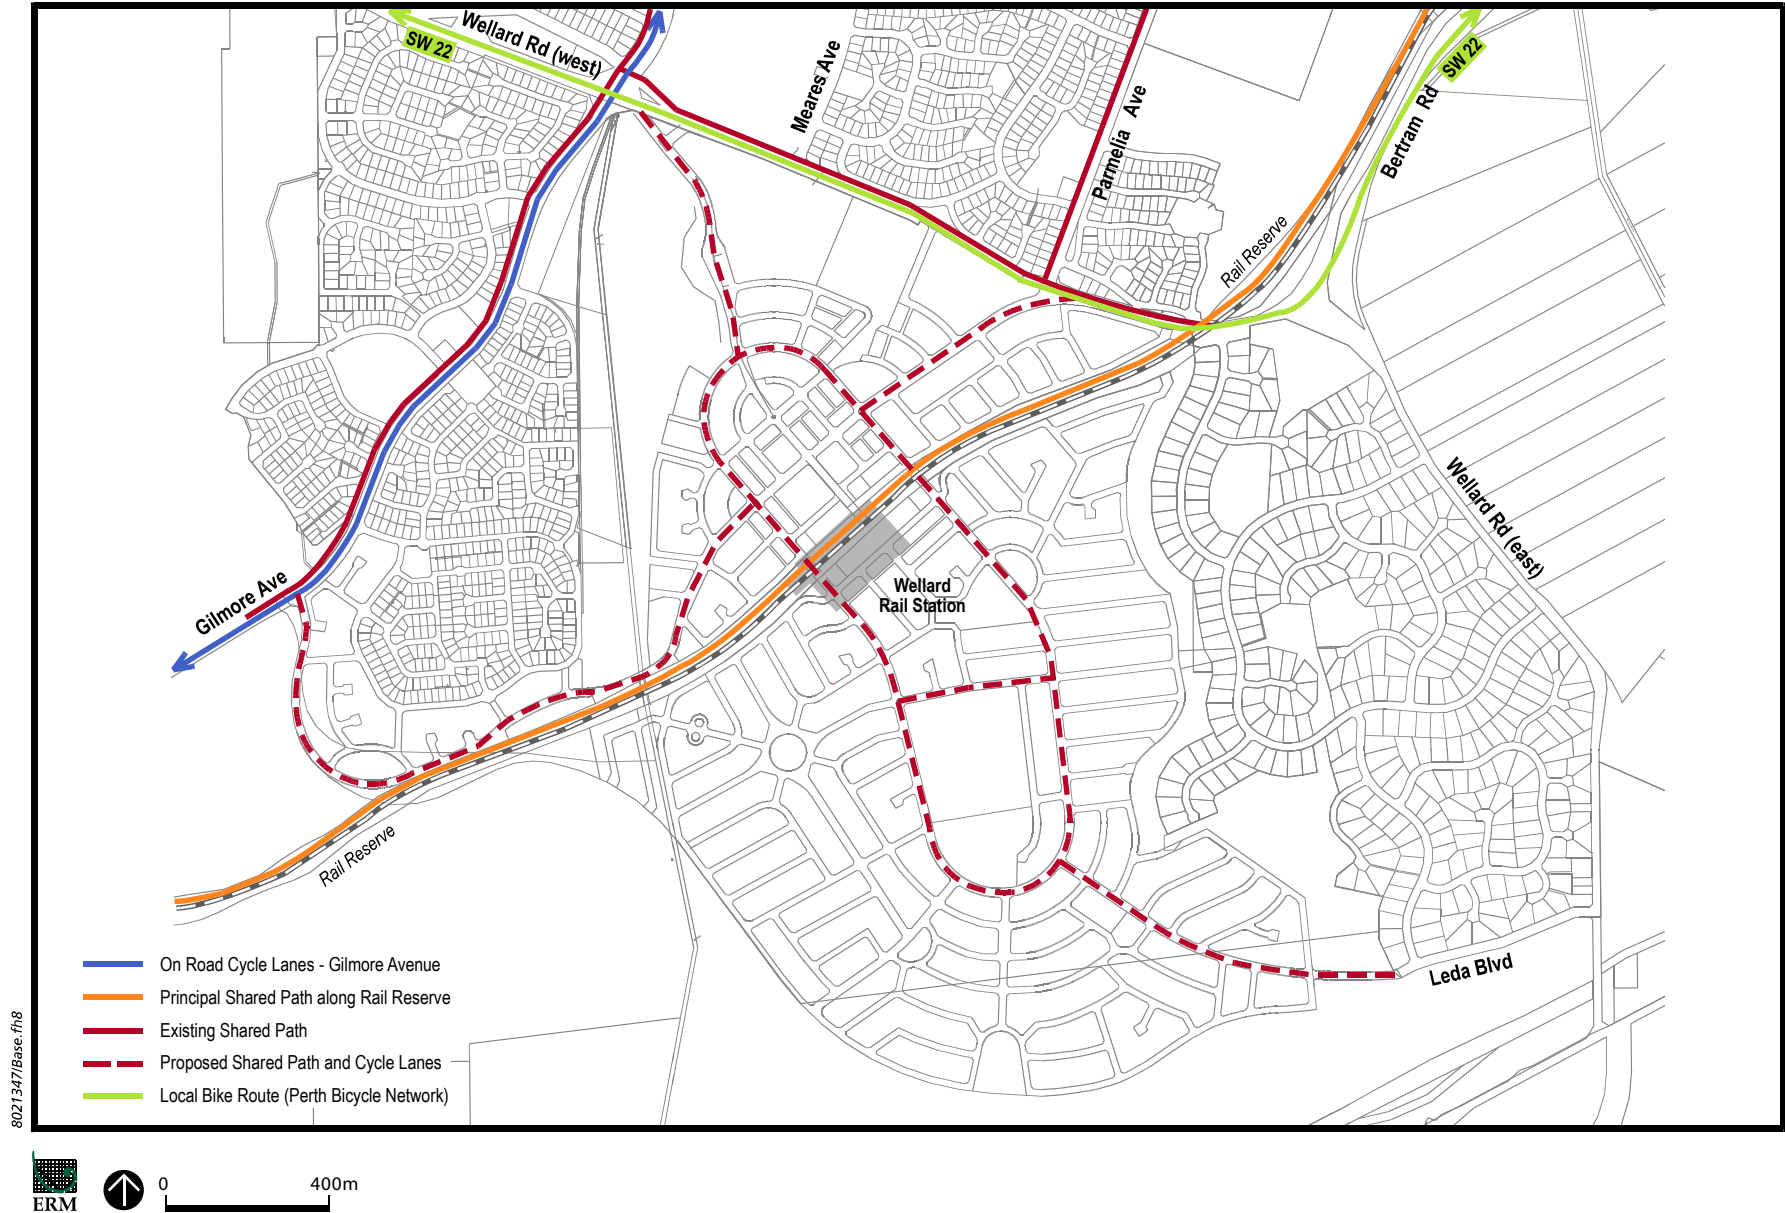 Wellard Rd (west)
SW 22
Meares Ave
Parmelia Ave
SW 22
Bertram Rd
Rail Reserve
Wellard Rd (east)
Gilmore Ave
Wellard
Rail Station
Rail Reserve
Leda Blvd
On Road Cycle Lanes - Gilmore Avenue
Principal Shared Path along Rail Reserve
Existing Shared Path
Proposed Shared Path and Cycle Lanes
Local Bike Route (Perth Bicycle Network)
8021347/Base.fh8
ERM
0 400m